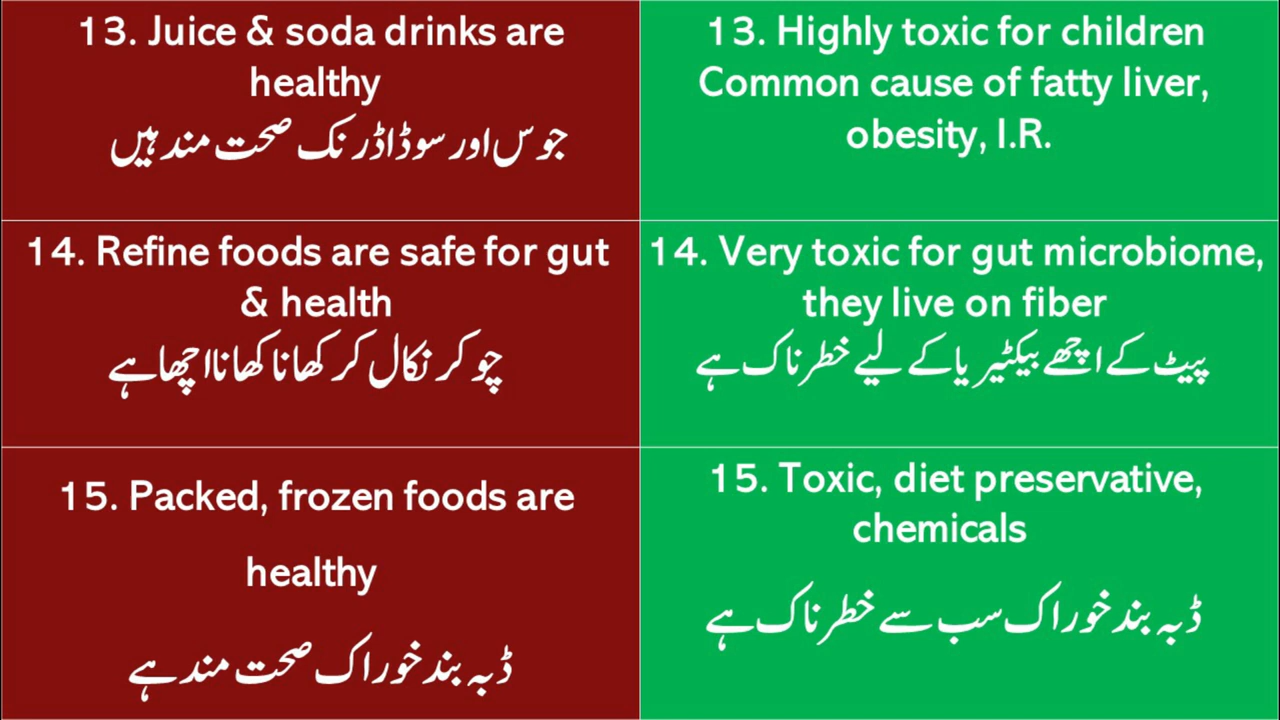 13. Juice & soda drinks are
healthy
جوس اور سوڈا ڈرنک صحت مند ہیں
13. Highly toxic for children
Common cause of fatty liver,
obesity, I.R.
14. Refine foods are safe for gut
& health
چوکر نکال کر کھانا کھانا اچھا ہے
14. Very toxic for gut microbiome,
they live on fiber
پیٹ کے اچھے بیکٹیریا کے لیے خطرناک ہے
15. Packed, frozen foods are
healthy
ڈبہ بند خوراک صحت مند ہے
15. Toxic, diet preservative,
chemicals
ڈبہ بند خوراک سب سے خطرناک ہے